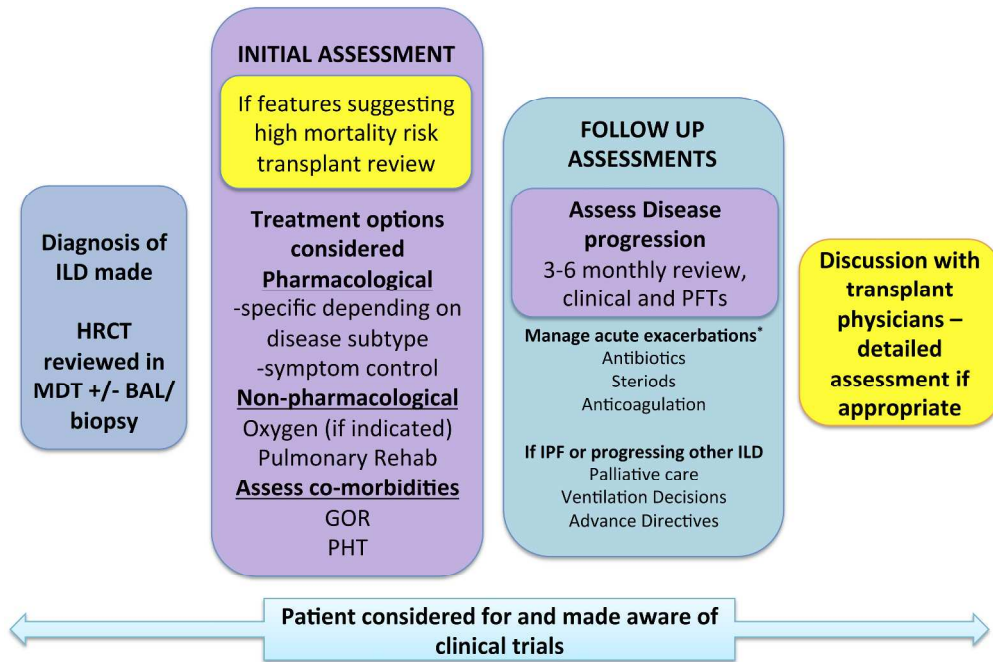 Diagnosis of
ILD made
HRCT
reviewed in
MDT +/- BAL/
biopsy
INITIAL ASSESSMENT
If features suggesting
high mortality risk
transplant review
Treatment options
considered
Pharmacological
-specific depending on
disease subtype
-symptom control
Non-pharmacological
Oxygen (if indicated)
Pulmonary Rehab
Assess co-morbidities
GOR
PHT
FOLLOW UP
ASSESSMENTS
Assess Disease
progression
3-6 monthly review,
clinical and PFTs
Manage acute exacerbations*
Antibiotics
Steriods
Anticoagulation
If IPF or progressing other ILD
Palliative care
Ventilation Decisions
Advance Directives
Discussion with
transplant
physicians –
detailed
assessment if
appropriate
Patient considered for and made aware of
clinical trials